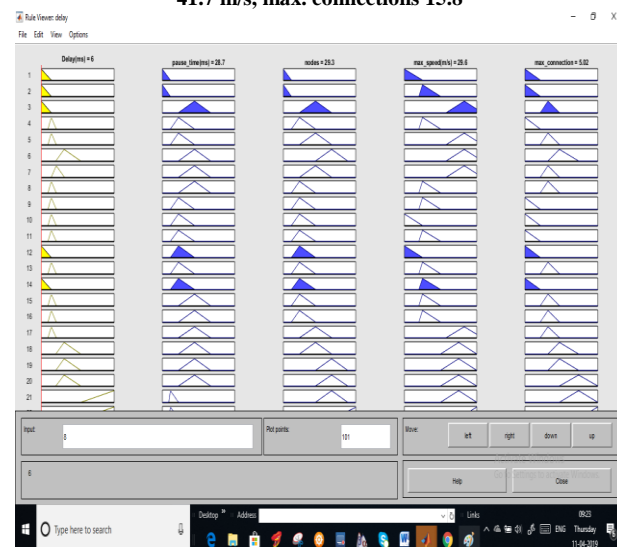 41.7 m/s, max. connections 15.8
Rule Viewer: delay
File Edit View Options
Delay(ms) = 6
pause_time(ms) = 28.7
nodes = 29.3
max_speed(m/s) = 29.6
max_connection = 5.02
1
2
3
4
5
6
7
8
9
10
11
12
13
14
15
16
17
18
19
20
21
Input:
6
Plot points:
101
Move:
left
right
down
up
6
Help
Close
Desktop
Address
Links
Type here to search
ENG
09:23
Thursday
11-04-2019